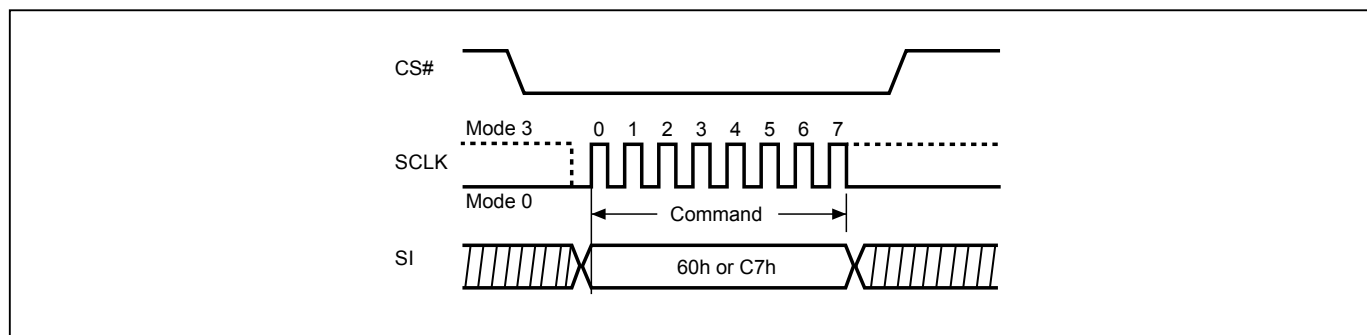 CS#
Mode 3
0 1 2 3 4 5 6 7
SCLK
Mode 0
Command
SI
60h or C7h